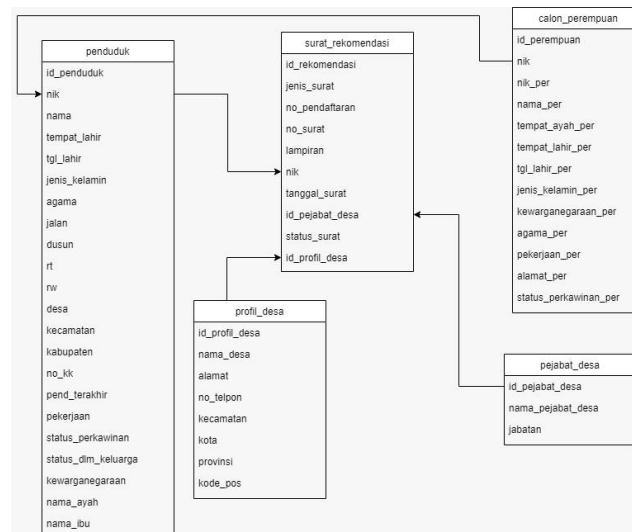 penduduk
id_penduduk
nik
nama
tempat_lahir
tgl_lahir
jenis_kelamin
agama
jalan
dusun
rt
rw
desa
kecamatan
kabupaten
no_kk
pend_terakhir
pekerjaan
status_perkawinan
status_dlm_keluarga
kewarganegaraan
nama_ayah
nama_ibu
surat_rekomendasi
id_rekomendasi
jenis_surat
no_pendaftaran
no_surat
lampiran
nik
tanggal_surat
id_pejabat_desa
status_surat
id_profil_desa
profil_desa
id_profil_desa
nama_desa
alamat
no_telpon
kecamatan
kota
provinsi
kode_pos
calon_perempuan
id_perempuan
nik
nik_per
nama_per
tempat_ayah_per
tempat_lahir_per
tgl_lahir_per
jenis_kelamin_per
kewarganegaraan_per
agama_per
pekerjaan_per
alamat_per
status_perkawinan_per
pejabat_desa
id_pejabat_desa
nama_pejabat_desa
jabatan